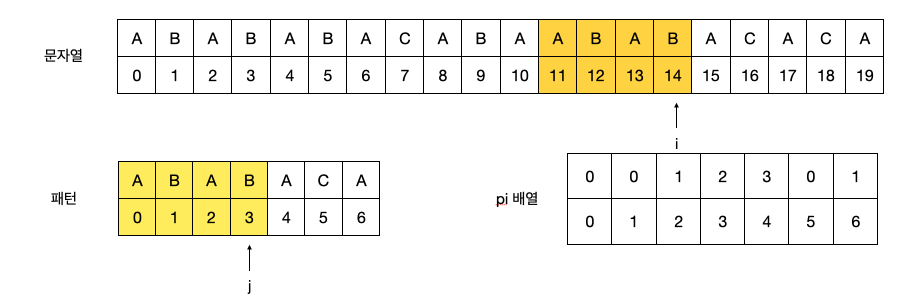 문자열
A B A B A B A C A B A A B A B A C A C A
0 1 2 3 4 5 6 7 8 9 10 11 12 13 14 15 16 17 18 19
i
패턴
A B A B A C A
0 1 2 3 4 5 6
j
pi 배열
0 0 1 2 3 0 1
0 1 2 3 4 5 6